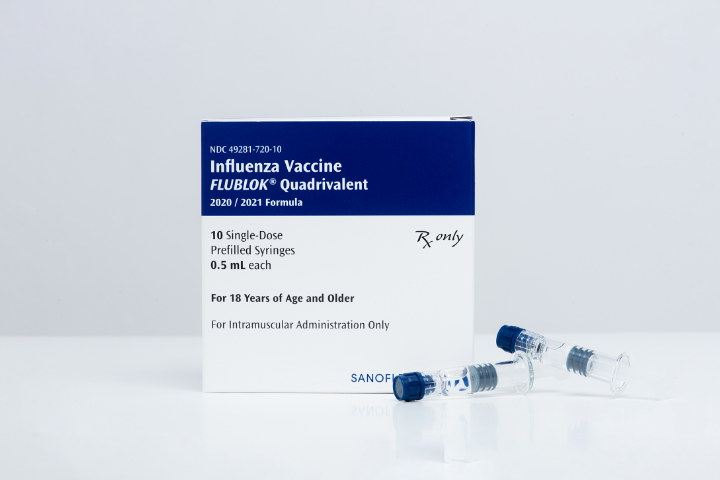 NDC 49281-720-10
Influenza Vaccine
FLUBLOK® Quadrivalent
2020 / 2021 Formula
10 Single-Dose
Prefilled Syringes
0.5 mL each
Rx only
For 18 Years of Age and Older
For Intramuscular Administration Only
SANOFI